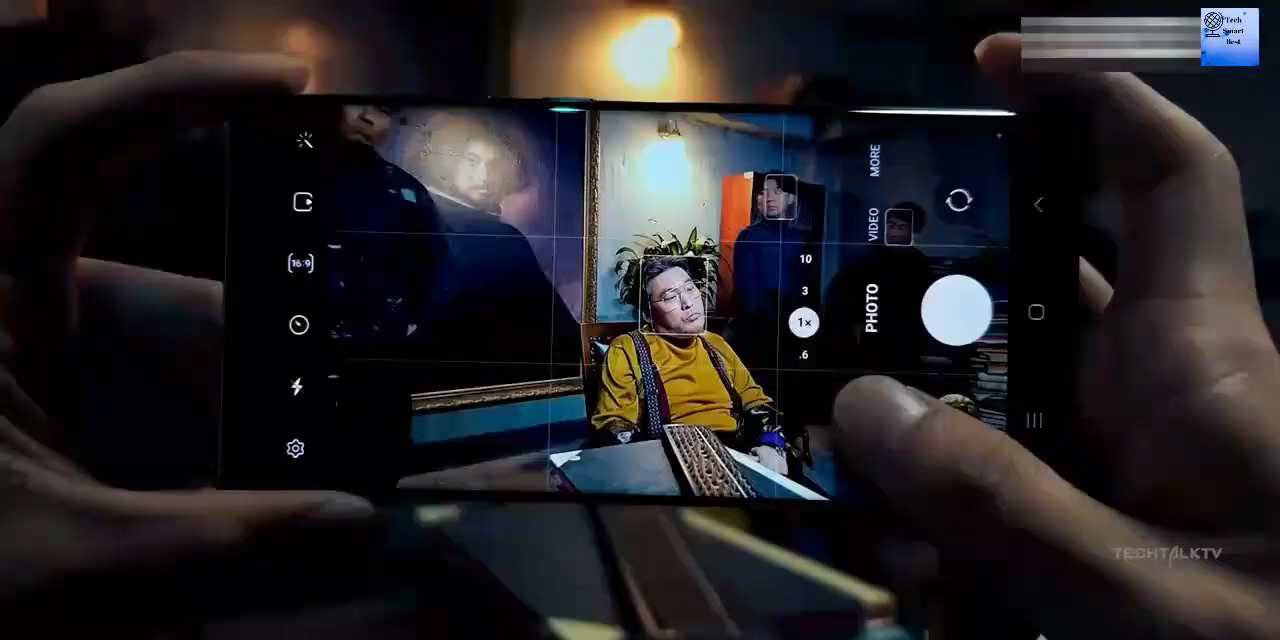 Tech
Smart
Best
16:9
MORE
VIDEO
PHOTO
10
3
1×
.6
TECHTALKTV